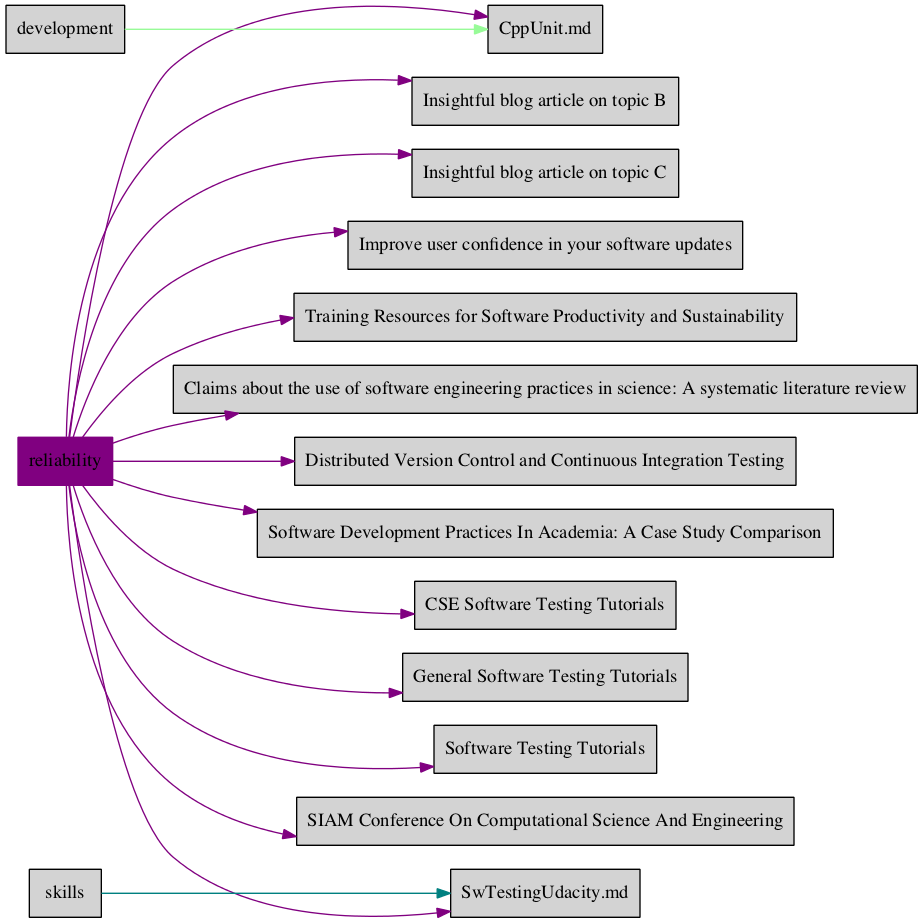 development
CppUnit.md
Insightful blog article on topic B
Insightful blog article on topic C
Improve user confidence in your software updates
Training Resources for Software Productivity and Sustainability
Claims about the use of software engineering practices in science: A systematic literature review
reliability
Distributed Version Control and Continuous Integration Testing
Software Development Practices In Academia: A Case Study Comparison
CSE Software Testing Tutorials
General Software Testing Tutorials
Software Testing Tutorials
SIAM Conference On Computational Science And Engineering
skills
SwTestingUdacity.md